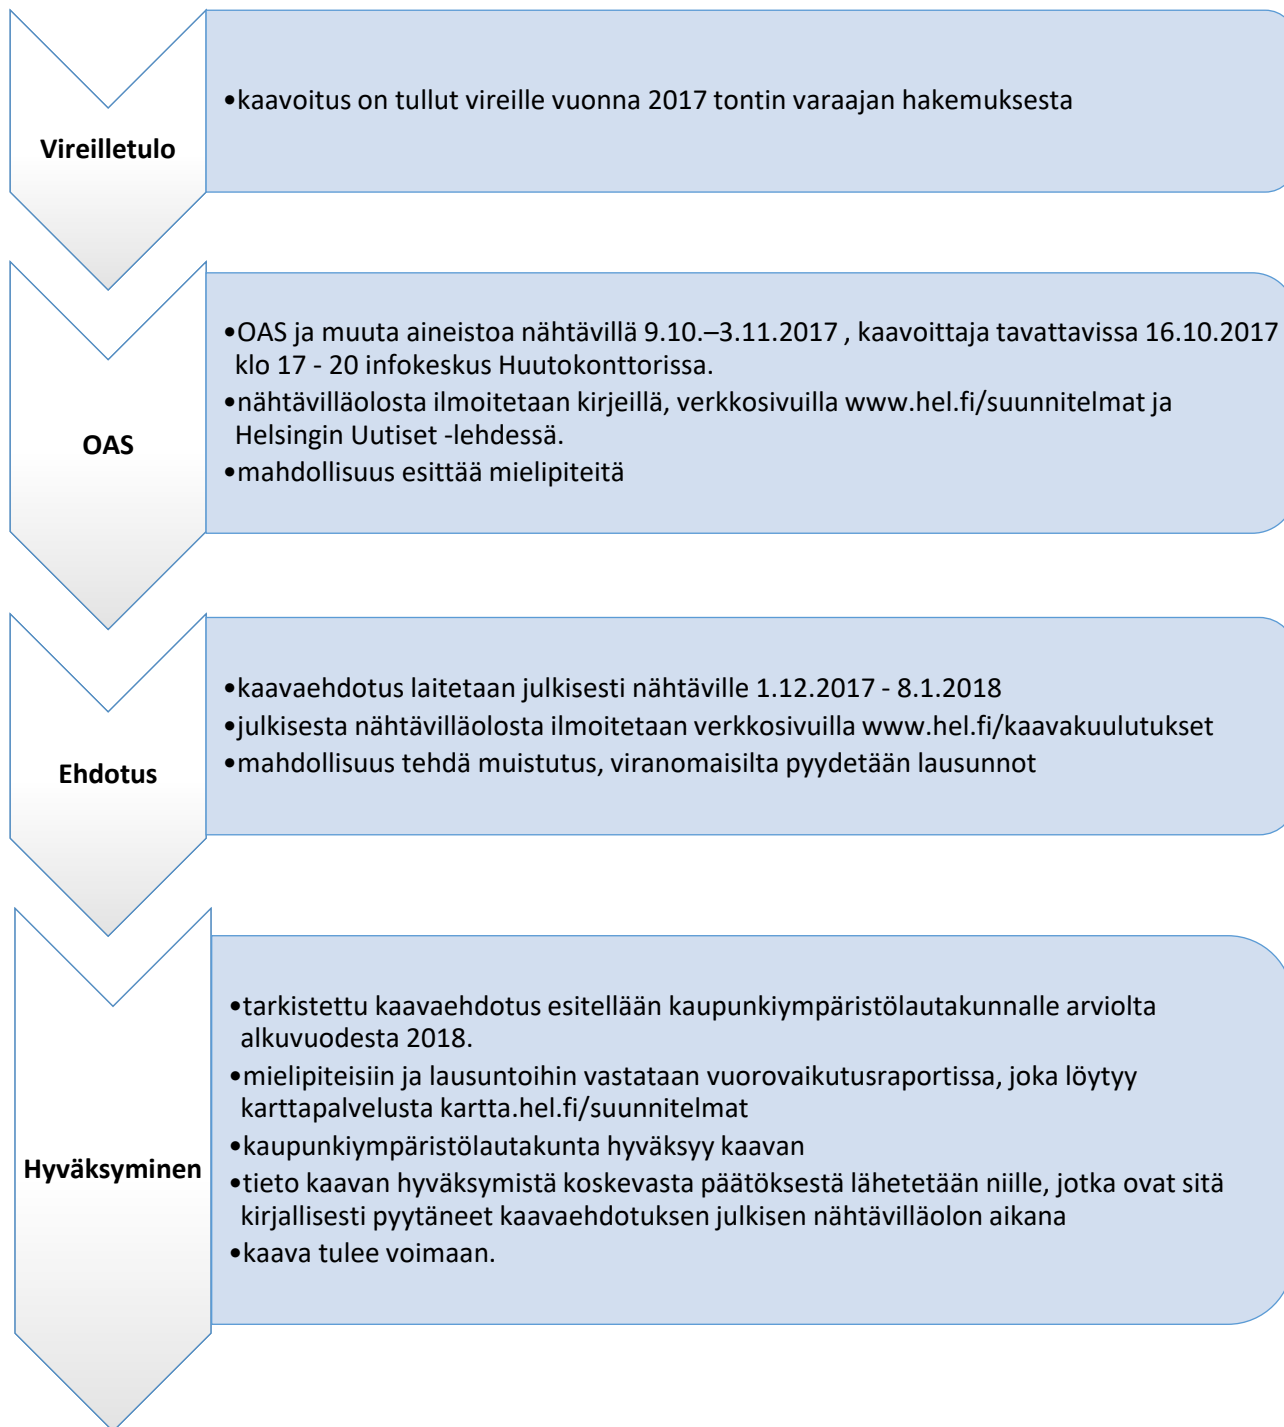 Vireilletulo
•kaavoitus on tullut vireille vuonna 2017 tontin varaajan hakemuksesta
OAS
•OAS ja muuta aineistoa nähtävillä 9.10.–3.11.2017 , kaavoittaja tavattavissa 16.10.2017
klo 17 - 20 infokeskus Huutokonttorissa.
•nähtävilläolosta ilmoitetaan kirjeillä, verkkosivuilla www.hel.fi/suunnitelmat ja
Helsingin Uutiset -lehdessä.
•mahdollisuus esittää mielipiteitä
Ehdotus
•kaavaehdotus laitetaan julkisesti nähtäville 1.12.2017 - 8.1.2018
•julkisesta nähtävilläolosta ilmoitetaan verkkosivuilla www.hel.fi/kaavakuulutukset
•mahdollisuus tehdä muistutus, viranomaisilta pyydetään lausunnot
Hyväksyminen
•tarkistettu kaavaehdotus esitellään kaupunkiympäristölautakunnalle arviolta
alkuvuodesta 2018.
•mielipiteisiin ja lausuntoihin vastataan vuorovaikutusraportissa, joka löytyy
karttapalvelusta kartta.hel.fi/suunnitelmat
•kaupunkiympäristölautakunta hyväksyy kaavan
•tieto kaavan hyväksymistä koskevasta päätöksestä lähetetään niille, jotka ovat sitä
kirjallisesti pyytäneet kaavaehdotuksen julkisen nähtävilläolon aikana
•kaava tulee voimaan.